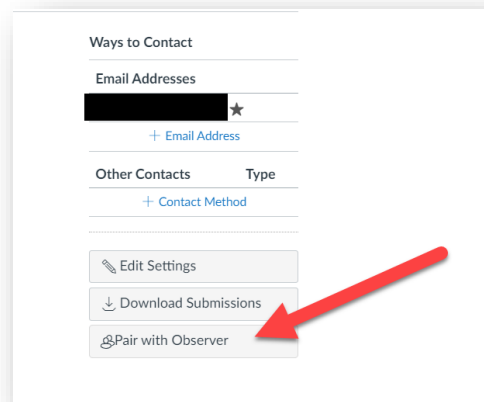 Ways to Contact
Email Addresses
+ Email Address
Other Contacts Type
+ Contact Method
Edit Settings
Download Submissions
Pair with Observer